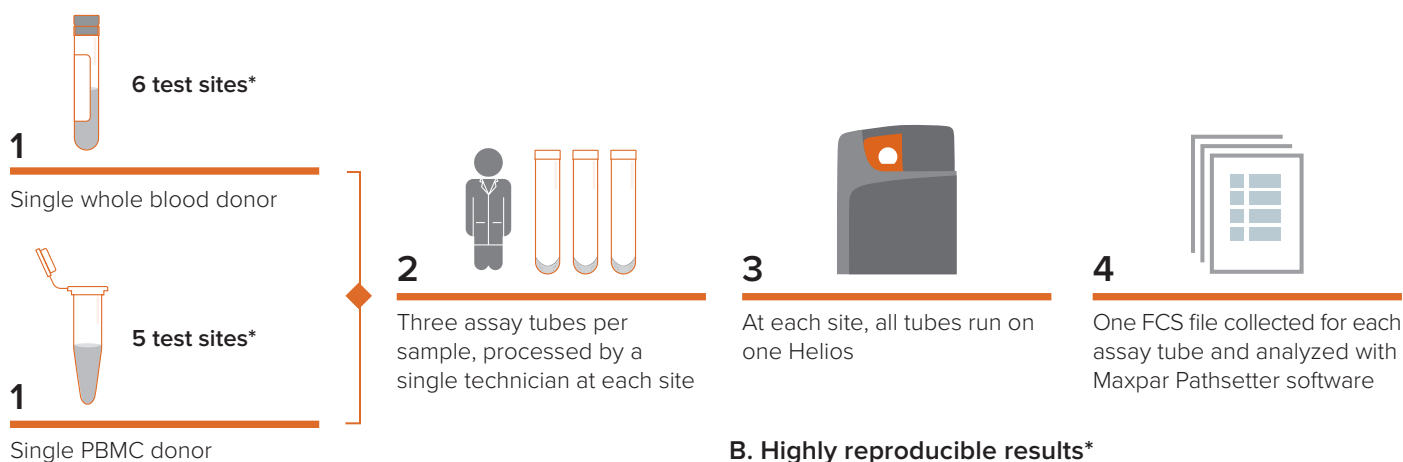 6 test sites*
1
Single whole blood donor
5 test sites*
1
Single PBMC donor
2
Three assay tubes per
sample, processed by a
single technician at each site
3
At each site, all tubes run on
one Helios
4
One FCS file collected for each
assay tube and analyzed with
Maxpar Pathsetter software
B. Highly reproducible results*